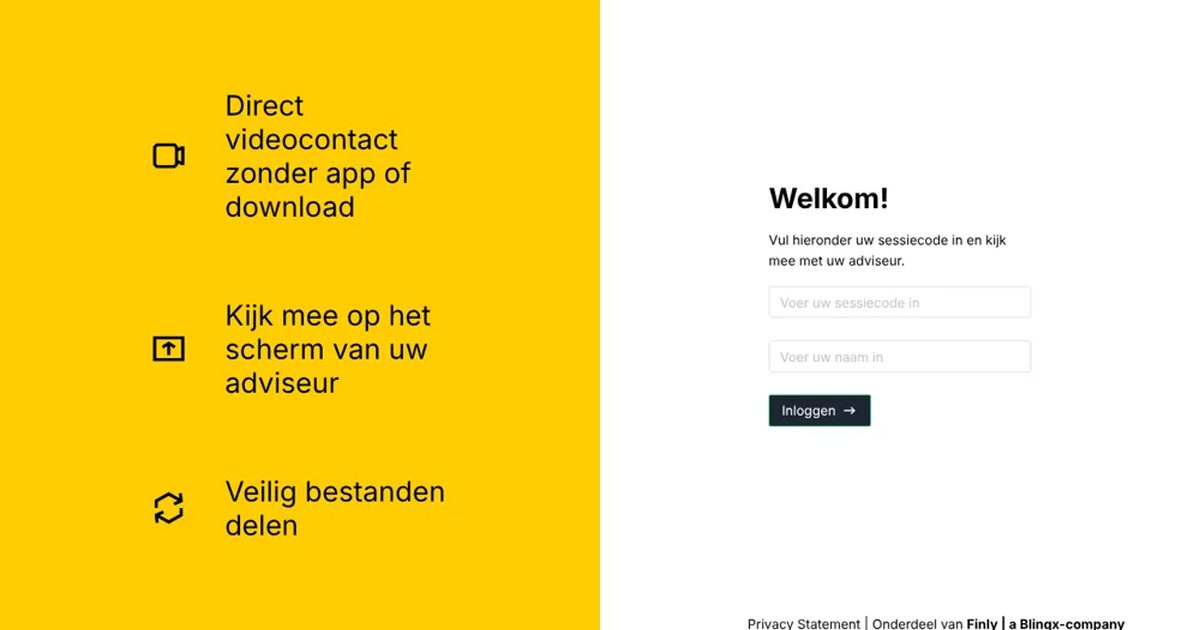 Direct
videocontact
zonder app of
download
Kijk mee op het
scherm van uw
adviseur
Veilig bestanden
delen
Welkom!
Vul hieronder uw sessiecode in en kijk
mee met uw adviseur.
Voer uw sessiecode in
Voer uw naam in
Inloggen →
Privacy Statement | Onderdeel van Finly | a Blinqx-company